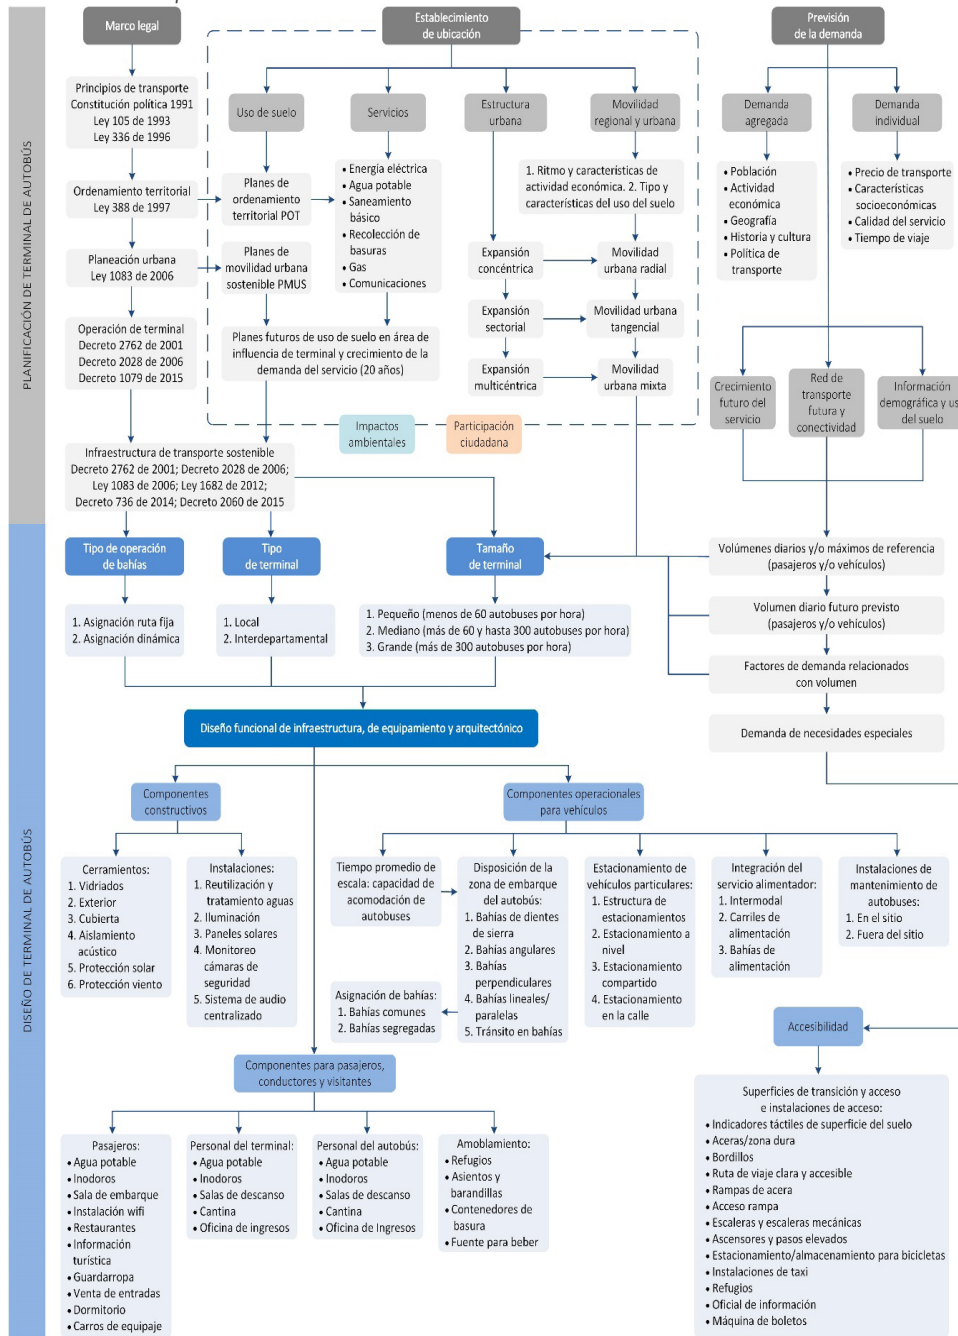 PLANIFICACIÓN DE TERMINAL DE AUTOBÚS
Marco legal
Principios de transporte
Constitución política 1991
Ley 105 de 1993
Ley 336 de 1996
Ordenamiento territorial
Ley 388 de 1997
Planeación urbana
Ley 1083 de 2006
Operación de terminal
Decreto 2762 de 2001
Decreto 2028 de 2006
Decreto 1079 de 2015
Infraestructura de transporte sostenible
Decreto 2762 de 2001; Decreto 2028 de 2006;
Ley 1083 de 2006; Ley 1682 de 2012;
Decreto 736 de 2014; Decreto 2060 de 2015
Establecimiento
de ubicación
Uso de suelo
Planes de
ordenamiento
territorial POT
Planes de
movilidad urbana
sostenible PMUS
Servicios
• Energía eléctrica
• Agua potable
• Saneamiento
básico
• Recolección de
basuras
• Gas
• Comunicaciones
Planes futuros de uso de suelo en área de
influencia de terminal y crecimiento de la
demanda del servicio (20 años)
Estructura
urbana
Movilidad
regional y urbana
1. Ritmo y características de
actividad económica. 2. Tipo y
características del uso del suelo
Expansión
concéntrica
Movilidad
urbana radial
Expansión
sectorial
Movilidad urbana
tangencial
Expansión
multicéntrica
Movilidad
urbana mixta
Impactos
ambientales
Participación
ciudadana
Previsión
de la demanda
Demanda
agregada
• Población
• Actividad
económica
• Geografía
• Historia y cultura
• Política de
transporte
Demanda
individual
• Precio de transporte
• Características
socioeconómicas
• Calidad del servicio
• Tiempo de viaje
Crecimiento
futuro del
servicio
Red de
transporte
futura y
conectividad
Información
demográfica y us
del suelo
Volúmenes diarios y/o máximos de referencia
(pasajeros y/o vehículos)
Volumen diario futuro previsto
(pasajeros y/o vehículos)
Factores de demanda relacionados
con volumen
Demanda de necesidades especiales
DISEÑO DE TERMINAL DE AUTOBÚS
Tipo de operación
de bahías
1. Asignación ruta fija
2. Asignación dinámica
Tipo
de terminal
1. Local
2. Interdepartamental
Tamaño
de terminal
1. Pequeño (menos de 60 autobuses por hora)
2. Mediano (más de 60 y hasta 300 autobuses por hora)
3. Grande (más de 300 autobuses por hora)
Diseño funcional de infraestructura, de equipamiento y arquitectónico
Componentes
constructivos
Cerramientos:
1. Vidriados
2. Exterior
3. Cubierta
4. Aislamiento
acústico
5. Protección solar
6. Protección viento
Instalaciones:
1. Reutilización y
tratamiento aguas
2. Iluminación
3. Paneles solares
4. Monitoreo
cámaras de
seguridad
5. Sistema de audio
centralizado
Componentes operacionales
para vehículos
Tiempo promedio de
escala: capacidad de
acomodación de
autobuses
Disposición de la
zona de embarque
del autobús:
1. Bahías de dientes
de sierra
2. Bahías angulares
3. Bahías
perpendiculares
4. Bahías lineales/
paralelas
5. Tránsito en bahías
Asignación de bahías:
1. Bahías comunes
2. Bahías segregadas
Estacionamiento de
vehículos particulares:
1. Estructura de
estacionamientos
2. Estacionamiento a
nivel
3. Estacionamiento
compartido
4. Estacionamiento
en la calle
Integración del
servicio alimentador:
1. Intermodal
2. Carriles de
alimentación
3. Bahías de
alimentación
Instalaciones de
mantenimiento de
autobuses:
1. En el sitio
2. Fuera del sitio
Componentes para pasajeros,
conductores y visitantes
Pasajeros:
• Agua potable
• Inodoros
• Sala de embarque
• Instalación wifi
• Restaurantes
• Información
turística
• Guardarropa
• Venta de entradas
• Dormitorio
• Carros de equipaje
Personal del terminal:
• Agua potable
• Inodoros
• Salas de descanso
• Cantina
• Oficina de ingresos
Personal del autobús:
• Agua potable
• Inodoros
• Salas de descanso
• Cantina
• Oficina de Ingresos
Amoblamiento:
• Refugios
• Asientos y
barandillas
• Contenedores de
basura
• Fuente para beber
Accesibilidad
Superficies de transición y acceso
e instalaciones de acceso:
• Indicadores táctiles de superficie del suelo
• Aceras/zona dura
• Bordillos
• Ruta de viaje clara y accesible
• Rampas de acera
• Acceso rampa
• Escaleras y escaleras mecánicas
• Ascensores y pasos elevados
• Estacionamiento/almacenamiento para bicicletas
• Instalaciones de taxi
• Refugios
• Oficial de información
• Máquina de boletos